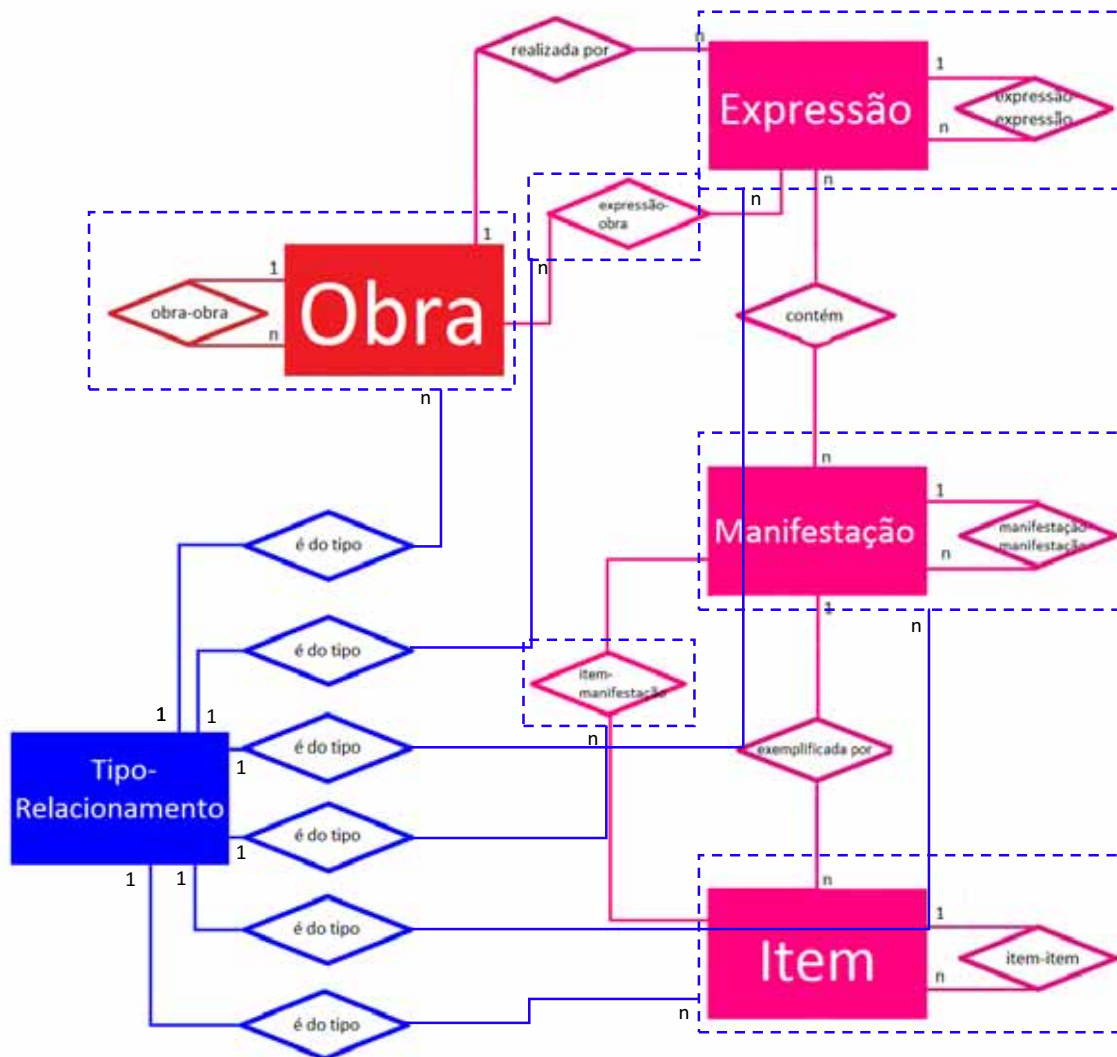 n
realizada por
1
Expressão
expressão-
expressão
n
n
n
expressão-
obra
1
n
1
Obra
obra-obra
contém
n
n
n
1
Manifestação
manifestação
manifestação
é do tipo
n
1
n
é do tipo
item-
manifestação
1
1
n
é do tipo
exemplificada por
1
Tipo-
Relacionamento
é do tipo
1
1
1
n
1
é do tipo
Item
item-item
n
n
é do tipo